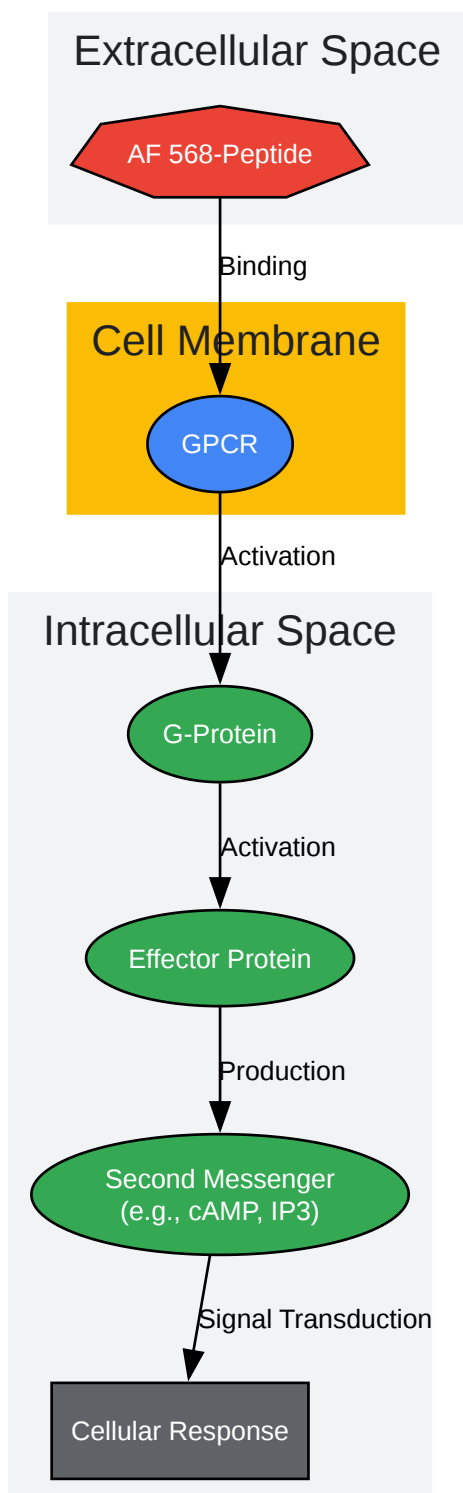 Extracellular Space
AF 568-Peptide
Binding
Cell Membrane
GPCR
Activation
Intracellular Space
G-Protein
Activation
Effector Protein
Production
Second Messenger
(e.g., cAMP, IP3)
Signal Transduction
Cellular Response